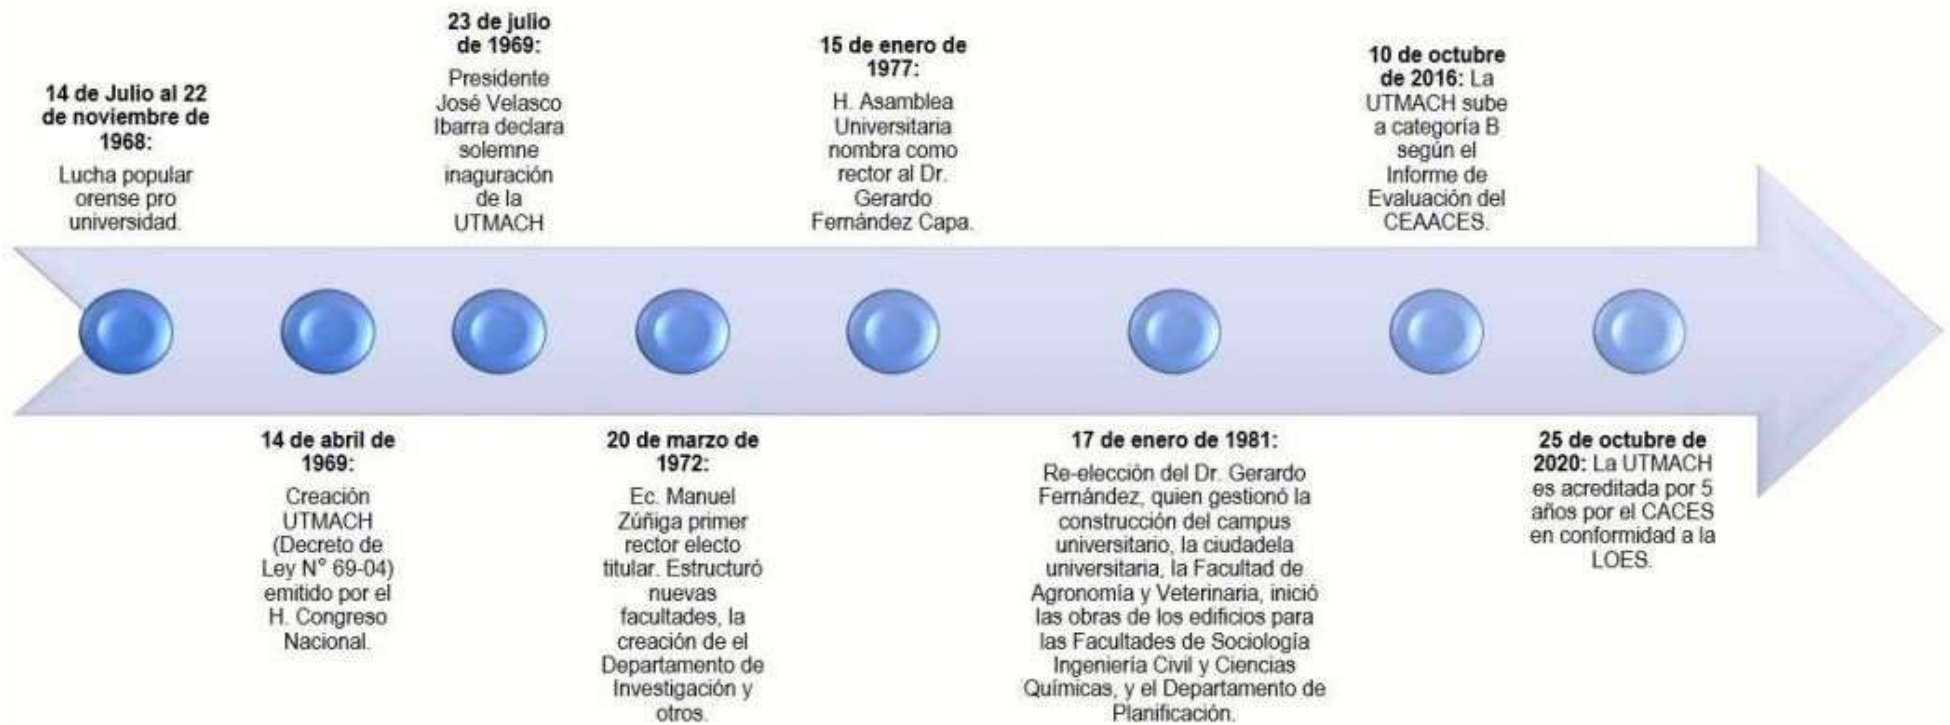 14 de Julio al 22
de noviembre de
1968:
Lucha popular
orense pro
universidad.
14 de abril de
1969:
Creación
UTMACH
(Decreto de
Ley N° 69-04)
emitido por el
H. Congreso
Nacional.
23 de julio
de 1969:
Presidente
José Velasco
Ibarra declara
solemne
inaguración
de la
UTMACH
20 de marzo de
1972:
Ec. Manuel
Zúñiga primer
rector electo
titular. Estructuró
nuevas
facultades, la
creación de el
Departamento de
Investigación y
otros.
15 de enero de
1977:
H. Asamblea
Universitaria
nombra como
rector al Dr.
Gerardo
Fernández Capa.
17 de enero de 1981:
Re-elección del Dr. Gerardo
Fernández, quien gestionó la
construcción del campus
universitario, la ciudadela
universitaria, la Facultad de
Agronomía y Veterinaria, inició
las obras de los edificios para
las Facultades de Sociología
Ingeniería Civil y Ciencias
Químicas, y el Departamento de
Planificación.
10 de octubre
de 2016: La
UTMACH sube
a categoría B
según el
Informe de
Evaluación del
CEAACES.
25 de octubre de
2020: La UTMACH
es acreditada por 5
años por el CACES
en conformidad a la
LOES.